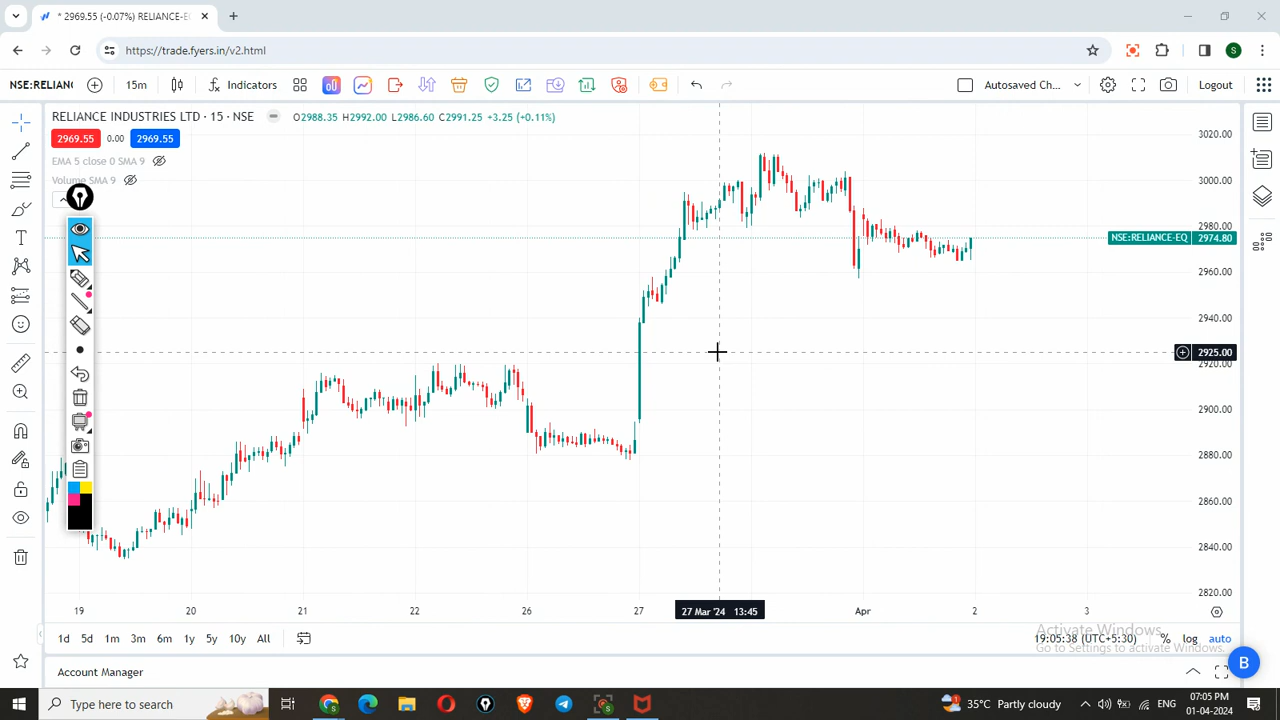 * 2969.55 (-0.07%) RELIANCE-E
https://trade.fyers.in/v2.html
S
NSE:RELIANC
15m
Indicators
Autosaved Ch...
Logout
RELIANCE INDUSTRIES LTD · 15 · NSE
O2988.35 H2992.00 L2986.60 C2991.25 +3.25 (+0.11%)
2969.55
0.00
2969.55
EMA 5 close 0 SMA 9
Volume SMA 9
3020.00
3000.00
2980.00
NSE:RELIANCE-EQ 2974.80
2960.00
2940.00
2925.00
2920.00
2900.00
2880.00
2860.00
2840.00
2820.00
19 20 21 22 26 27 27 Mar '24 13:45 Apr 2 3
1d 5d 1m 3m 6m 1y 5y 10y All
19:05:38 (UTC+5:30) % log auto
Activate Windows
Go to Settings to activate Windows.
B
Account Manager
Type here to search
35°C Partly cloudy
ENG
07:05 PM
01-04-2024